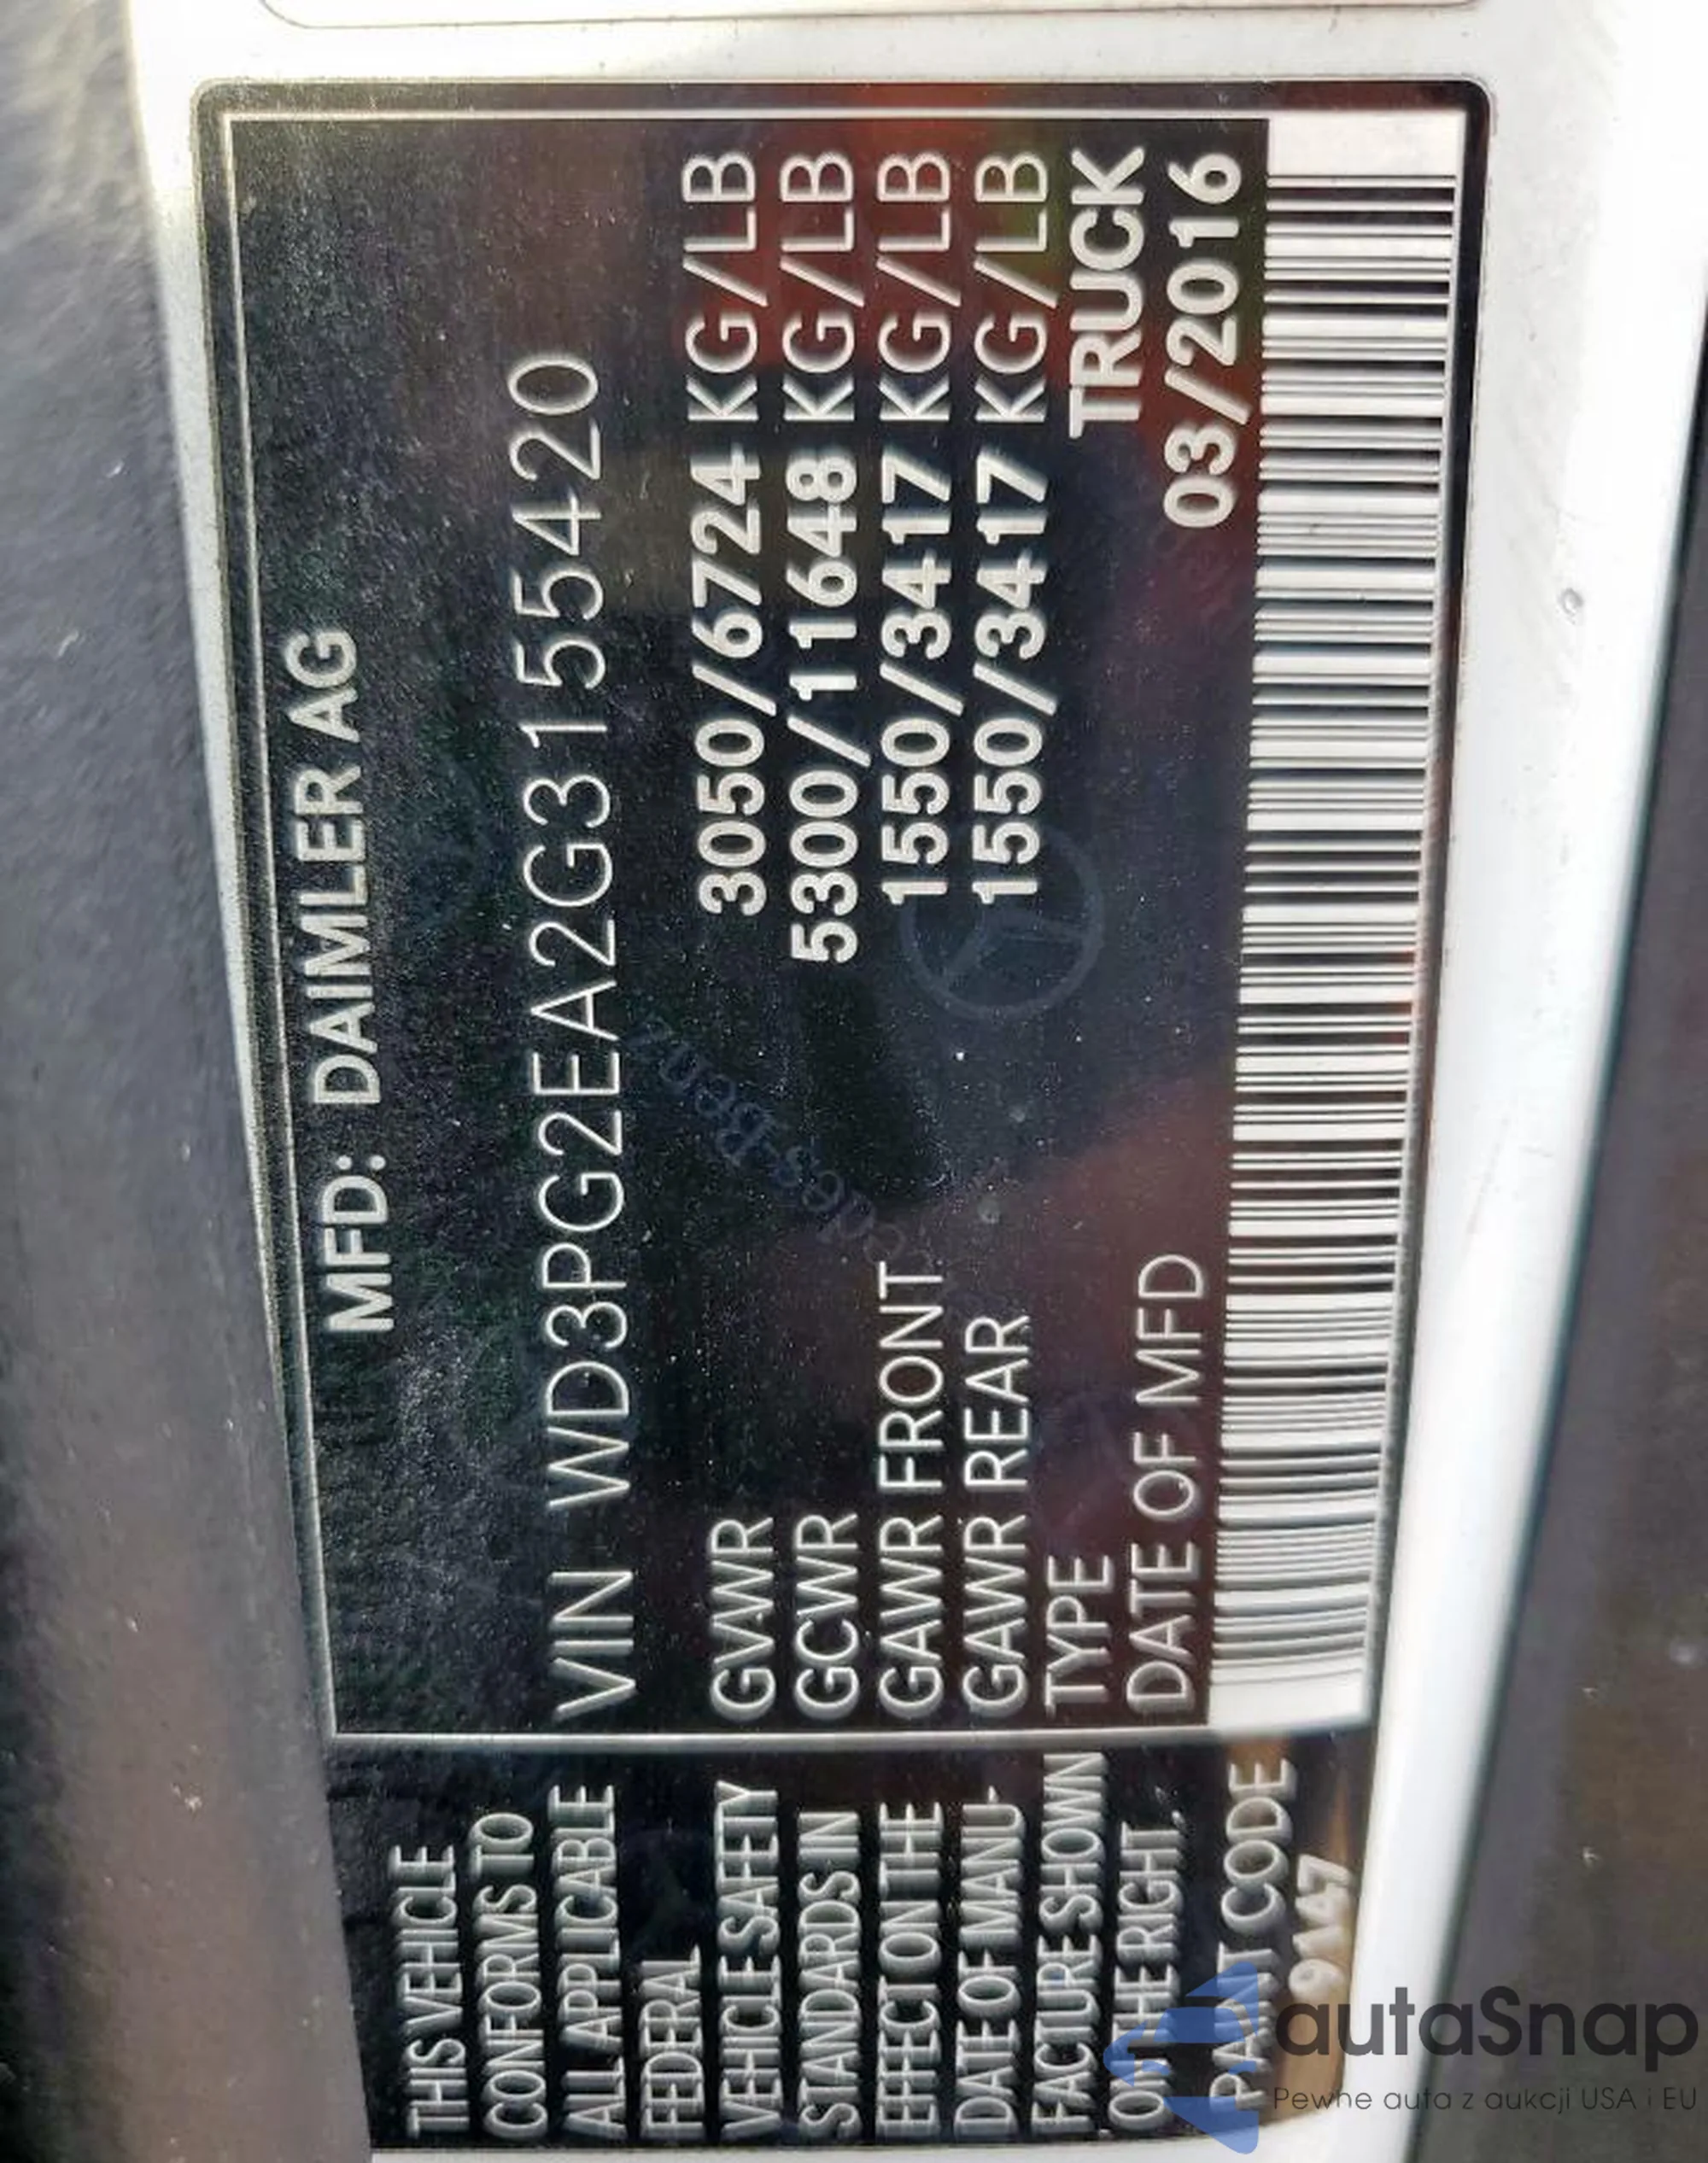 MFD: DAIMLER AG
VIN WD3PG2EA2G3155420
GVWR 3050/6724 KG/LB
GCWR 5300/11648 KG/LB
GAWR FRONT 1550/3417 KG/LB
GAWR REAR 1550/3417 KG/LB
TYPE TRUCK
DATE OF MFD 03/2016
THIS VEHICLE
CONFORMS TO
ALL APPLICABLE
FEDERAL
VEHICLE SAFETY
STANDARDS IN
EFFECT ON THE
DATE OF MANU-
FACTURE SHOWN
ON THE RIGHT.
PAINT CODE
9147
autaSnap
Pewne auta z aukcji USA i EU